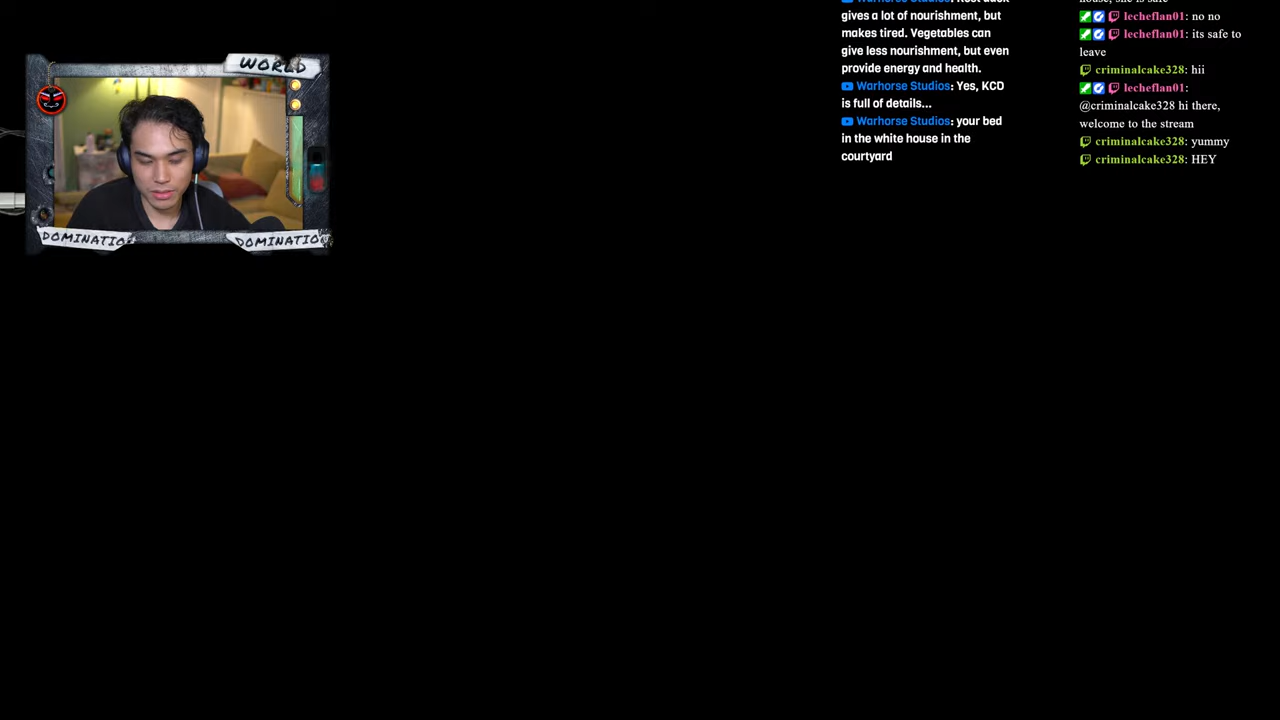 WORLD
DOMINATIO
DOMINATION
gives a lot of nourishment, but
makes tired. Vegetables can
give less nourishment, but even
provide energy and health.
Warhorse Studios: Yes, KCD
is full of details...
Warhorse Studios: your bed
in the white house in the
courtyard
lecheflan01: no no
lecheflan01: its safe to
leave
criminalcake328: hii
lecheflan01:
@criminalcake328 hi there,
welcome to the stream
criminalcake328: yummy
criminalcake328: HEY